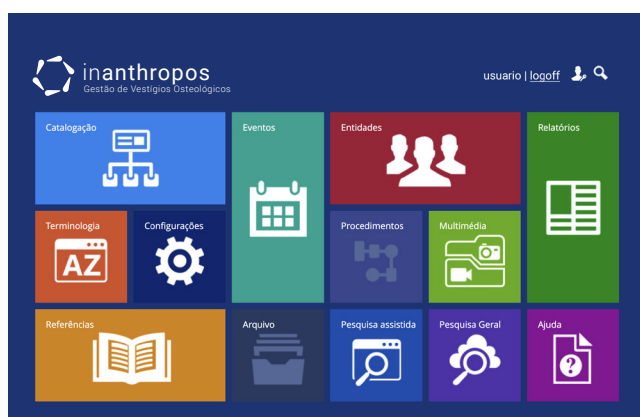 inanthropos
Gestão de Vestígios Osteológicos
usuario | logoff
Catalogação
Eventos
Entidades
Relatórios
Terminologia
AZ
Configurações
Procedimentos
Multimédia
Referências
Arquivo
Pesquisa assistida
Pesquisa Geral
Ajuda
?